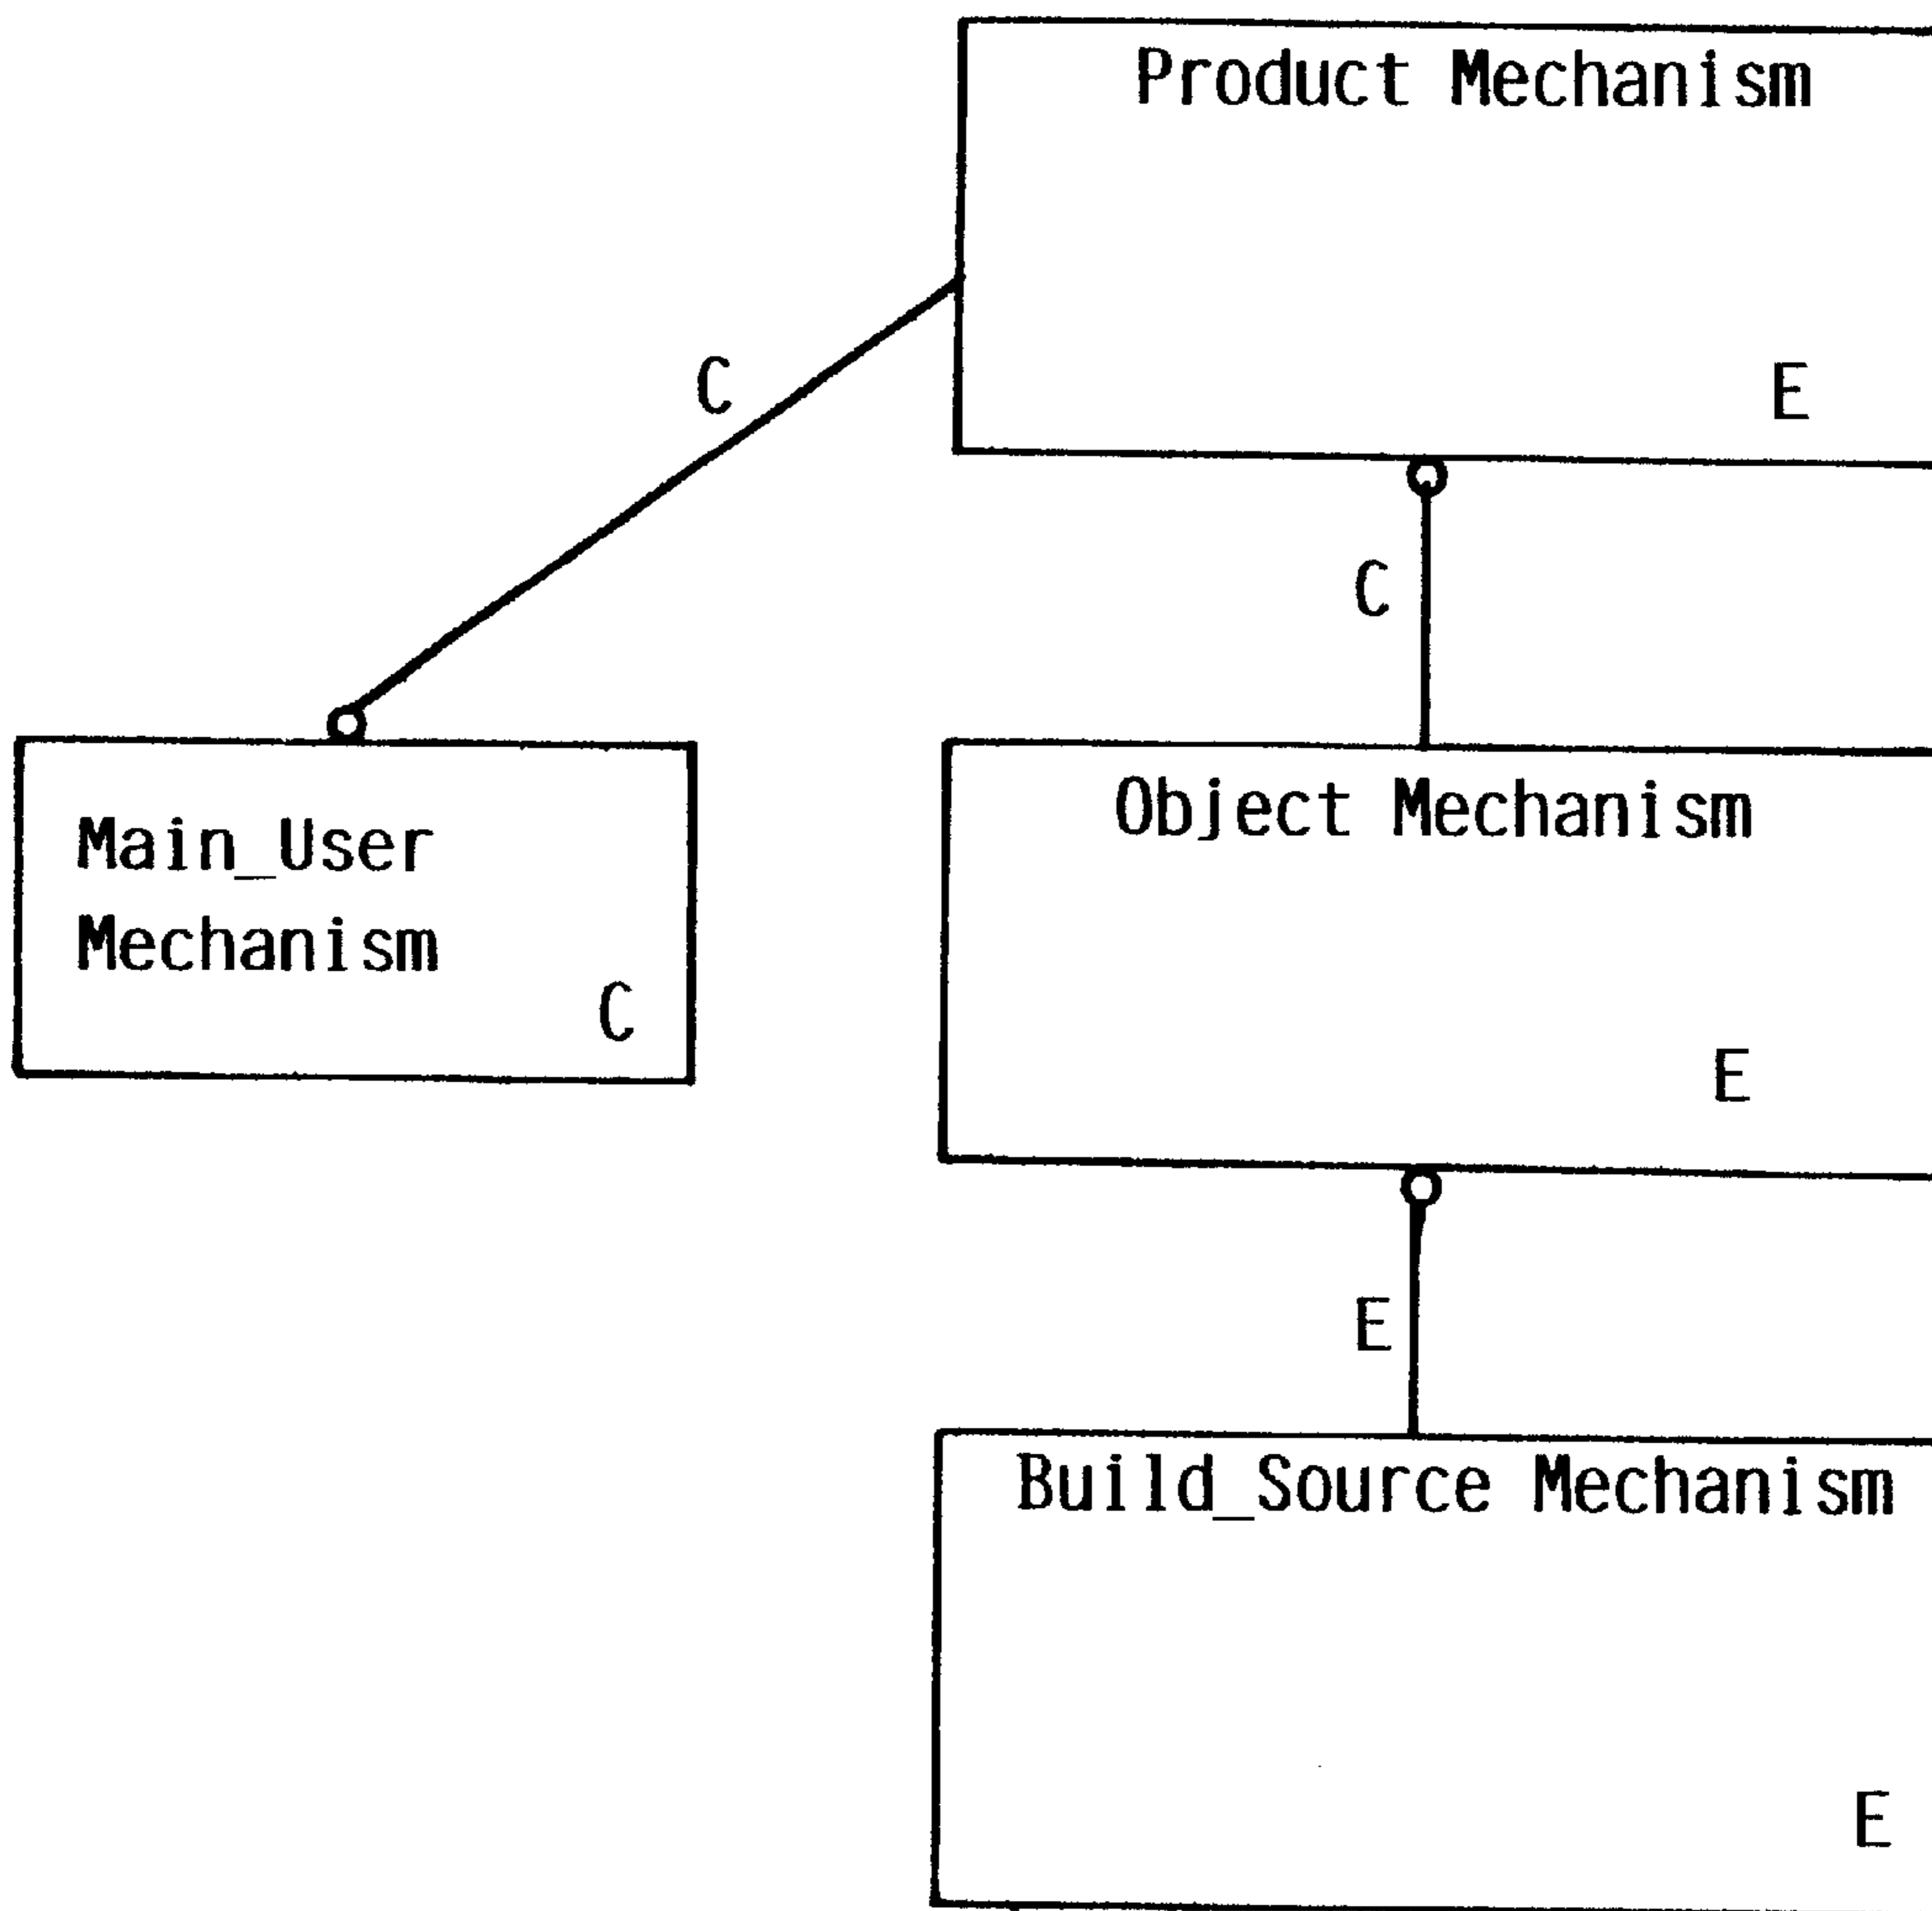 Product Mechanism
E
C
C
Main_User
Mechanism
C
Object Mechanism
E
E
Build_Source Mechanism
E